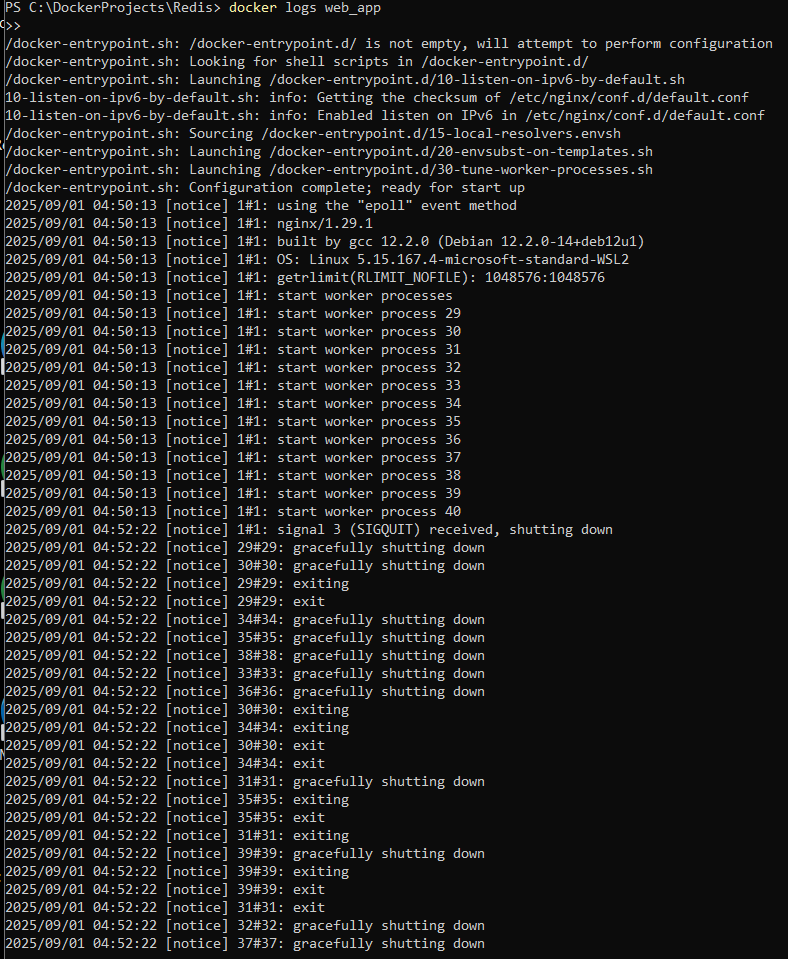 PS C:\DockerProjects\Redis> docker logs web_app
>>
/docker-entrypoint.sh: /docker-entrypoint.d/ is not empty, will attempt to perform configuration
/docker-entrypoint.sh: Looking for shell scripts in /docker-entrypoint.d/
/docker-entrypoint.sh: Launching /docker-entrypoint.d/10-listen-on-ipv6-by-default.sh
10-listen-on-ipv6-by-default.sh: info: Getting the checksum of /etc/nginx/conf.d/default.conf
10-listen-on-ipv6-by-default.sh: info: Enabled listen on IPv6 in /etc/nginx/conf.d/default.conf
/docker-entrypoint.sh: Sourcing /docker-entrypoint.d/15-local-resolvers.envsh
/docker-entrypoint.sh: Launching /docker-entrypoint.d/20-envsubst-on-templates.sh
/docker-entrypoint.sh: Launching /docker-entrypoint.d/30-tune-worker-processes.sh
/docker-entrypoint.sh: Configuration complete; ready for start up
2025/09/01 04:50:13 [notice] 1#1: using the "epoll" event method
2025/09/01 04:50:13 [notice] 1#1: nginx/1.29.1
2025/09/01 04:50:13 [notice] 1#1: built by gcc 12.2.0 (Debian 12.2.0-14+deb12u1)
2025/09/01 04:50:13 [notice] 1#1: OS: Linux 5.15.167.4-microsoft-standard-WSL2
2025/09/01 04:50:13 [notice] 1#1: getrlimit(RLIMIT_NOFILE): 1048576:1048576
2025/09/01 04:50:13 [notice] 1#1: start worker processes
2025/09/01 04:50:13 [notice] 1#1: start worker process 29
2025/09/01 04:50:13 [notice] 1#1: start worker process 30
2025/09/01 04:50:13 [notice] 1#1: start worker process 31
2025/09/01 04:50:13 [notice] 1#1: start worker process 32
2025/09/01 04:50:13 [notice] 1#1: start worker process 33
2025/09/01 04:50:13 [notice] 1#1: start worker process 34
2025/09/01 04:50:13 [notice] 1#1: start worker process 35
2025/09/01 04:50:13 [notice] 1#1: start worker process 36
2025/09/01 04:50:13 [notice] 1#1: start worker process 37
2025/09/01 04:50:13 [notice] 1#1: start worker process 38
2025/09/01 04:50:13 [notice] 1#1: start worker process 39
2025/09/01 04:50:13 [notice] 1#1: start worker process 40
2025/09/01 04:52:22 [notice] 1#1: signal 3 (SIGQUIT) received, shutting down
2025/09/01 04:52:22 [notice] 29#29: gracefully shutting down
2025/09/01 04:52:22 [notice] 30#30: gracefully shutting down
2025/09/01 04:52:22 [notice] 29#29: exiting
2025/09/01 04:52:22 [notice] 29#29: exit
2025/09/01 04:52:22 [notice] 34#34: gracefully shutting down
2025/09/01 04:52:22 [notice] 35#35: gracefully shutting down
2025/09/01 04:52:22 [notice] 38#38: gracefully shutting down
2025/09/01 04:52:22 [notice] 33#33: gracefully shutting down
2025/09/01 04:52:22 [notice] 36#36: gracefully shutting down
2025/09/01 04:52:22 [notice] 30#30: exiting
2025/09/01 04:52:22 [notice] 34#34: exiting
2025/09/01 04:52:22 [notice] 30#30: exit
2025/09/01 04:52:22 [notice] 34#34: exit
2025/09/01 04:52:22 [notice] 31#31: gracefully shutting down
2025/09/01 04:52:22 [notice] 35#35: exiting
2025/09/01 04:52:22 [notice] 35#35: exit
2025/09/01 04:52:22 [notice] 31#31: exiting
2025/09/01 04:52:22 [notice] 39#39: gracefully shutting down
2025/09/01 04:52:22 [notice] 39#39: exiting
2025/09/01 04:52:22 [notice] 39#39: exit
2025/09/01 04:52:22 [notice] 31#31: exit
2025/09/01 04:52:22 [notice] 32#32: gracefully shutting down
2025/09/01 04:52:22 [notice] 37#37: gracefully shutting down